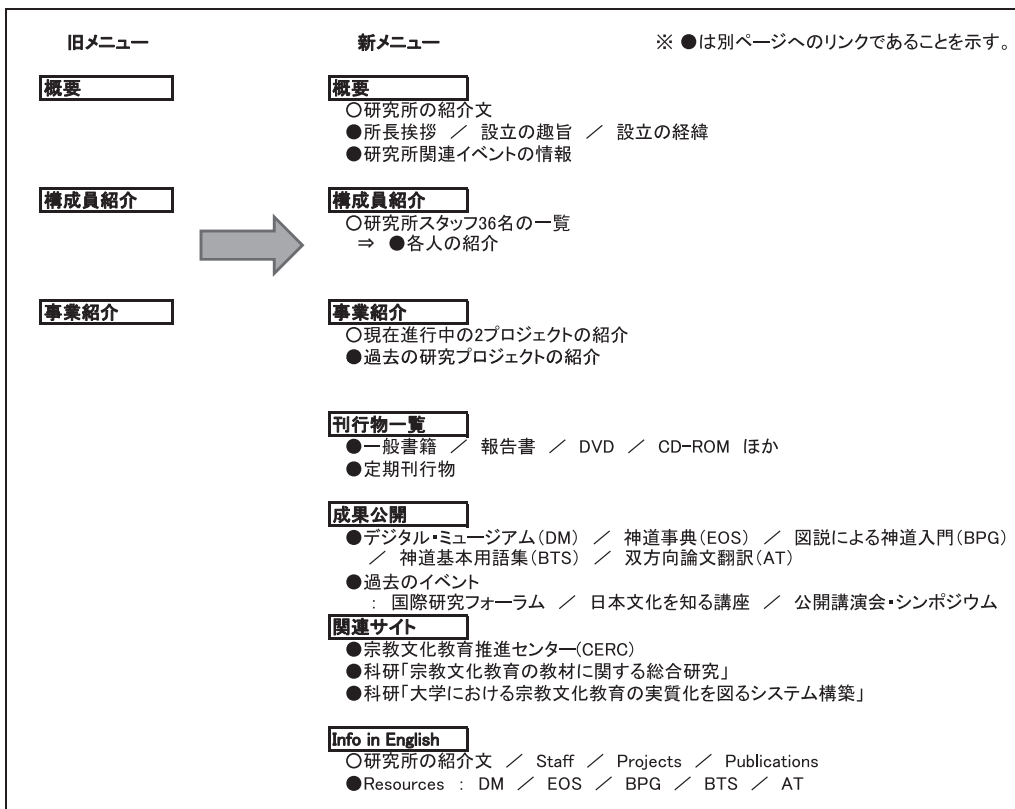 旧メニュー 新メニュー ※ ●は別ページへのリンクであることを示す。
概要 概要
○研究所の紹介文
●所長挨拶 ／ 設立の趣旨 ／ 設立の経緯
●研究所関連イベントの情報
構成員紹介 構成員紹介
○研究所スタッフ36名の一覧
⇒ ●各人の紹介
事業紹介 事業紹介
○現在進行中の2プロジェクトの紹介
●過去の研究プロジェクトの紹介
刊行物一覧
●一般書籍 ／ 報告書 ／ DVD ／ CD-ROM ほか
●定期刊行物
成果公開
●デジタル・ミュージアム(DM) ／ 神道事典(EOS) ／ 図説による神道入門(BPG)
／ 神道基本用語集(BTS) ／ 双方向論文翻訳(AT)
●過去のイベント
： 国際研究フォーラム ／ 日本文化を知る講座 ／ 公開講演会・シンポジウム
関連サイト
●宗教文化教育推進センター(CERC)
●科研「宗教文化教育の教材に関する総合研究」
●科研「大学における宗教文化教育の実質化を図るシステム構築」
Info in English
○研究所の紹介文 ／ Staff ／ Projects ／ Publications
●Resources : DM ／ EOS ／ BPG ／ BTS ／ AT